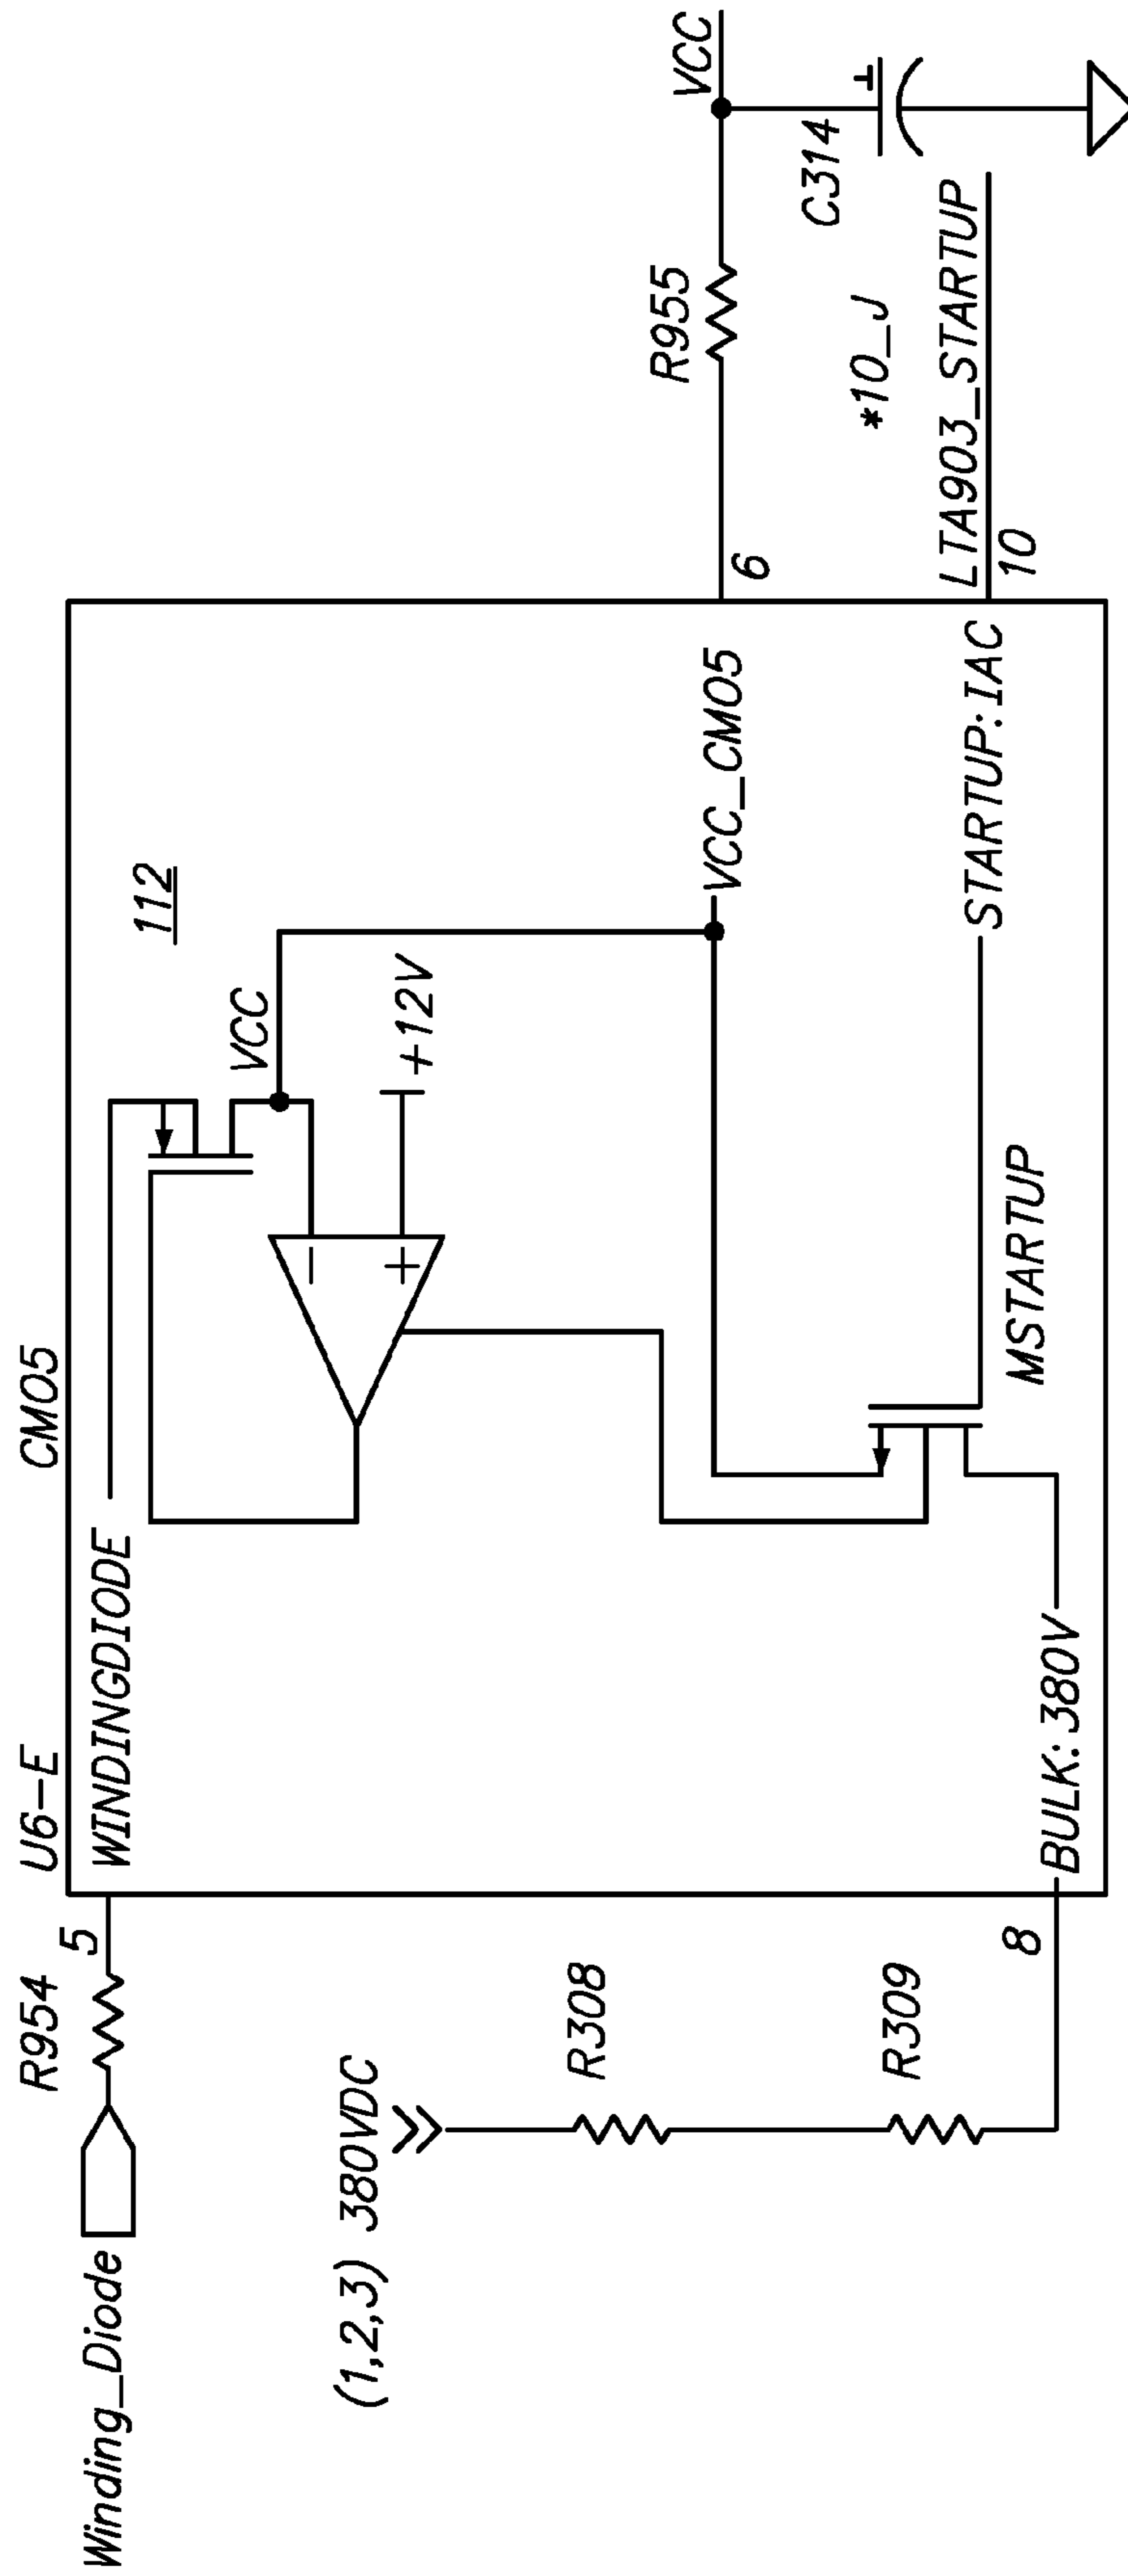 Winding_Diode
R954
5
U6-E
CM05
WINDINGDIODE
112
VCC
−
+
+12V
(1,2,3) 380VDC
R308
R309
8
BULK: 380V
MSTARTUP
VCC_CM05
STARTUP: IAC
6
R955
VCC
C314
*10_J
LTA903_STARTUP
10